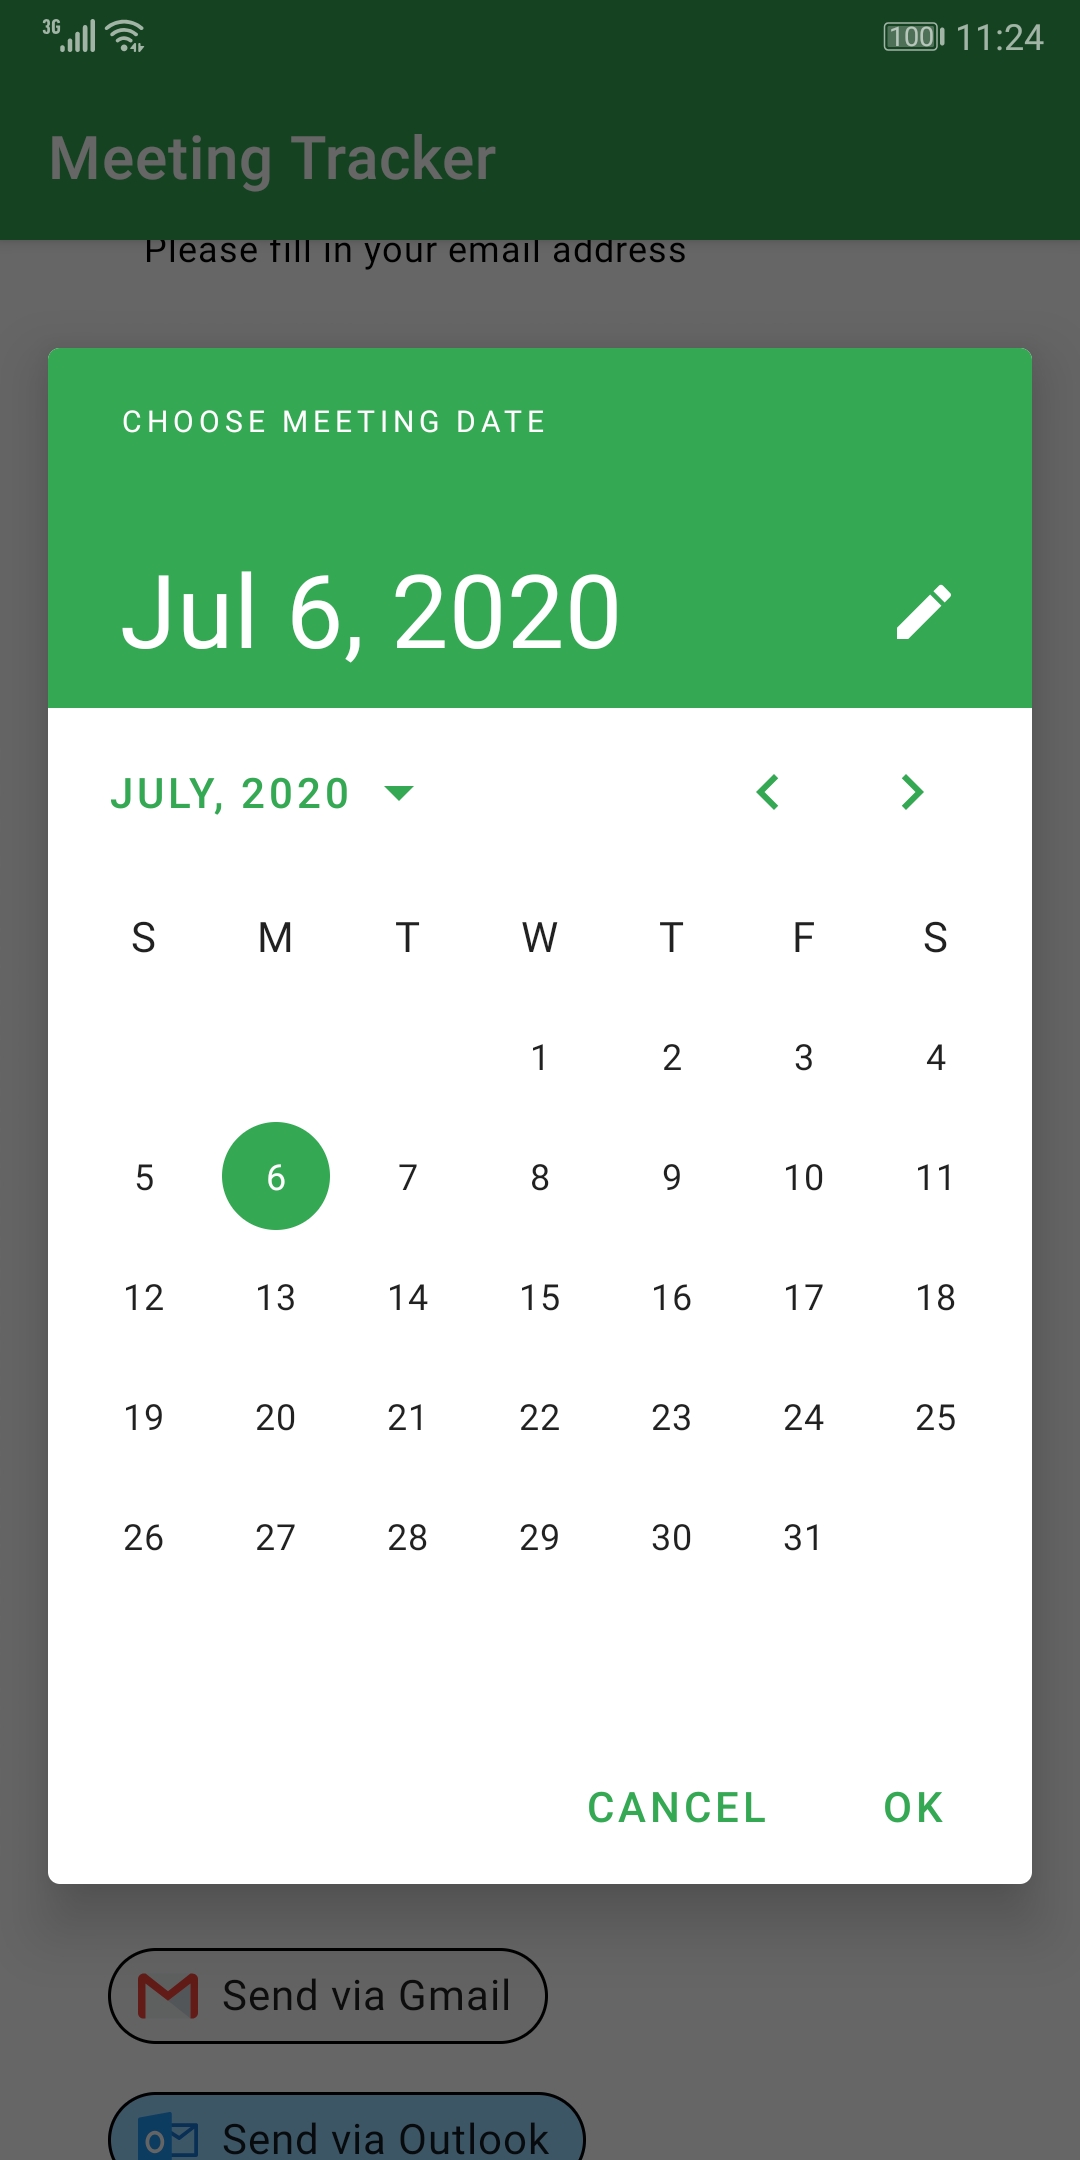 3G 100 11:24
Meeting Tracker
Please fill in your email address
CHOOSE MEETING DATE
Jul 6, 2020
JULY, 2020
S M T W T F S
1 2 3 4
5 6 7 8 9 10 11
12 13 14 15 16 17 18
19 20 21 22 23 24 25
26 27 28 29 30 31
CANCEL OK
Send via Gmail
Send via Outlook